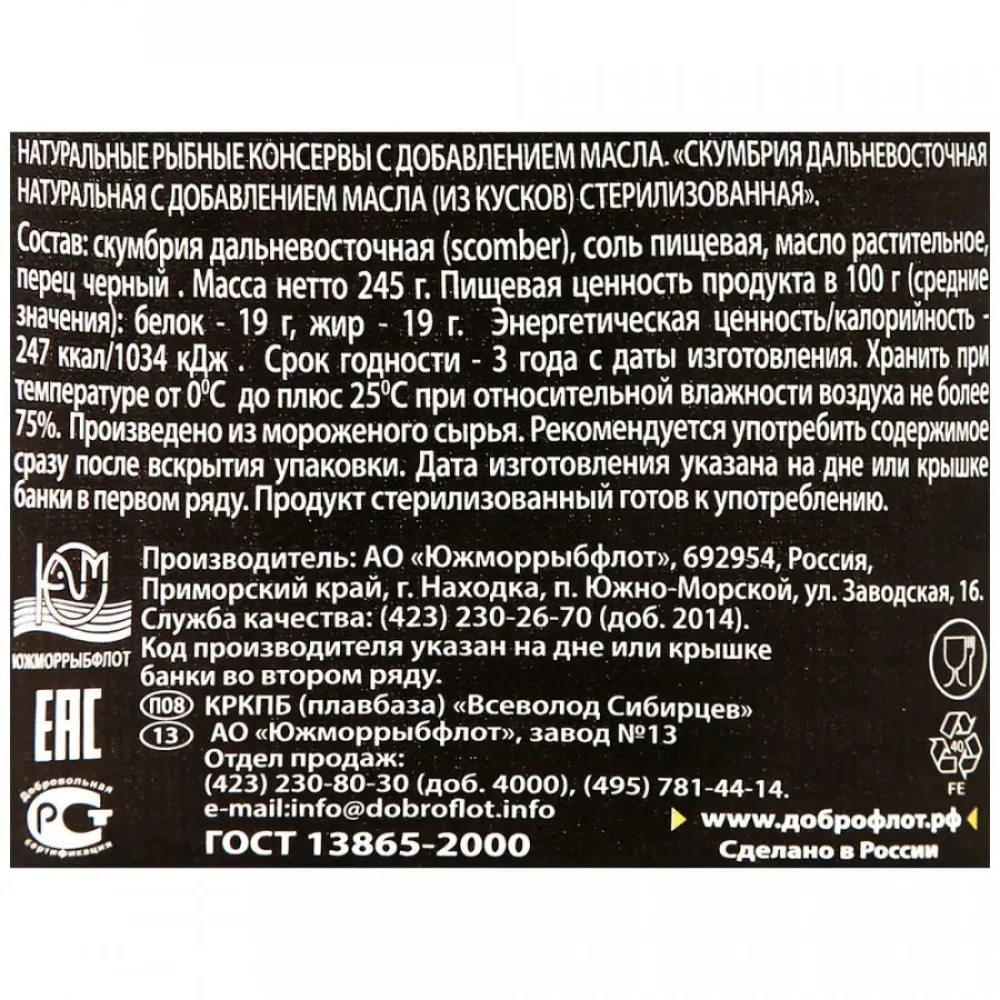 НАТУРАЛЬНЫЕ РЫБНЫЕ КОНСЕРВЫ С ДОБАВЛЕНИЕМ МАСЛА. «СКУМБРИЯ ДАЛЬНЕВОСТОЧНАЯ
НАТУРАЛЬНАЯ С ДОБАВЛЕНИЕМ МАСЛА (ИЗ КУСКОВ) СТЕРИЛИЗОВАННАЯ».
Состав: скумбрия дальневосточная (scomber), соль пищевая, масло растительное,
перец черный . Масса нетто 245 г. Пищевая ценность продукта в 100 г (средние
значения): белок - 19 г, жир - 19 г. Энергетическая ценность/калорийность -
247 ккал/1034 кДж . Срок годности - 3 года с даты изготовления. Хранить при
температуре от 0⁰С до плюс 25⁰С при относительной влажности воздуха не более
75%. Произведено из мороженого сырья. Рекомендуется употребить содержимое
сразу после вскрытия упаковки. Дата изготовления указана на дне или крышке
банки в первом ряду. Продукт стерилизованный готов к употреблению.
Производитель: АО «Южморрыбфлот», 692954, Россия,
Приморский край, г. Находка, п. Южно-Морской, ул. Заводская, 16.
Служба качества: (423) 230-26-70 (доб. 2014).
Код производителя указан на дне или крышке
банки во втором ряду.
ЮМ
ЮЖМОРРЫБФЛОТ
П08 КРКПБ (плавбаза) «Всеволод Сибирцев»
13 АО «Южморрыбфлот», завод №13
Отдел продаж:
(423) 230-80-30 (доб. 4000), (495) 781-44-14.
e-mail:info@dobroflot.info
ГОСТ 13865-2000
EAC
Добровольная
РСТ
сертификация
40
FE
www.доброфлот.рф
Сделано в России